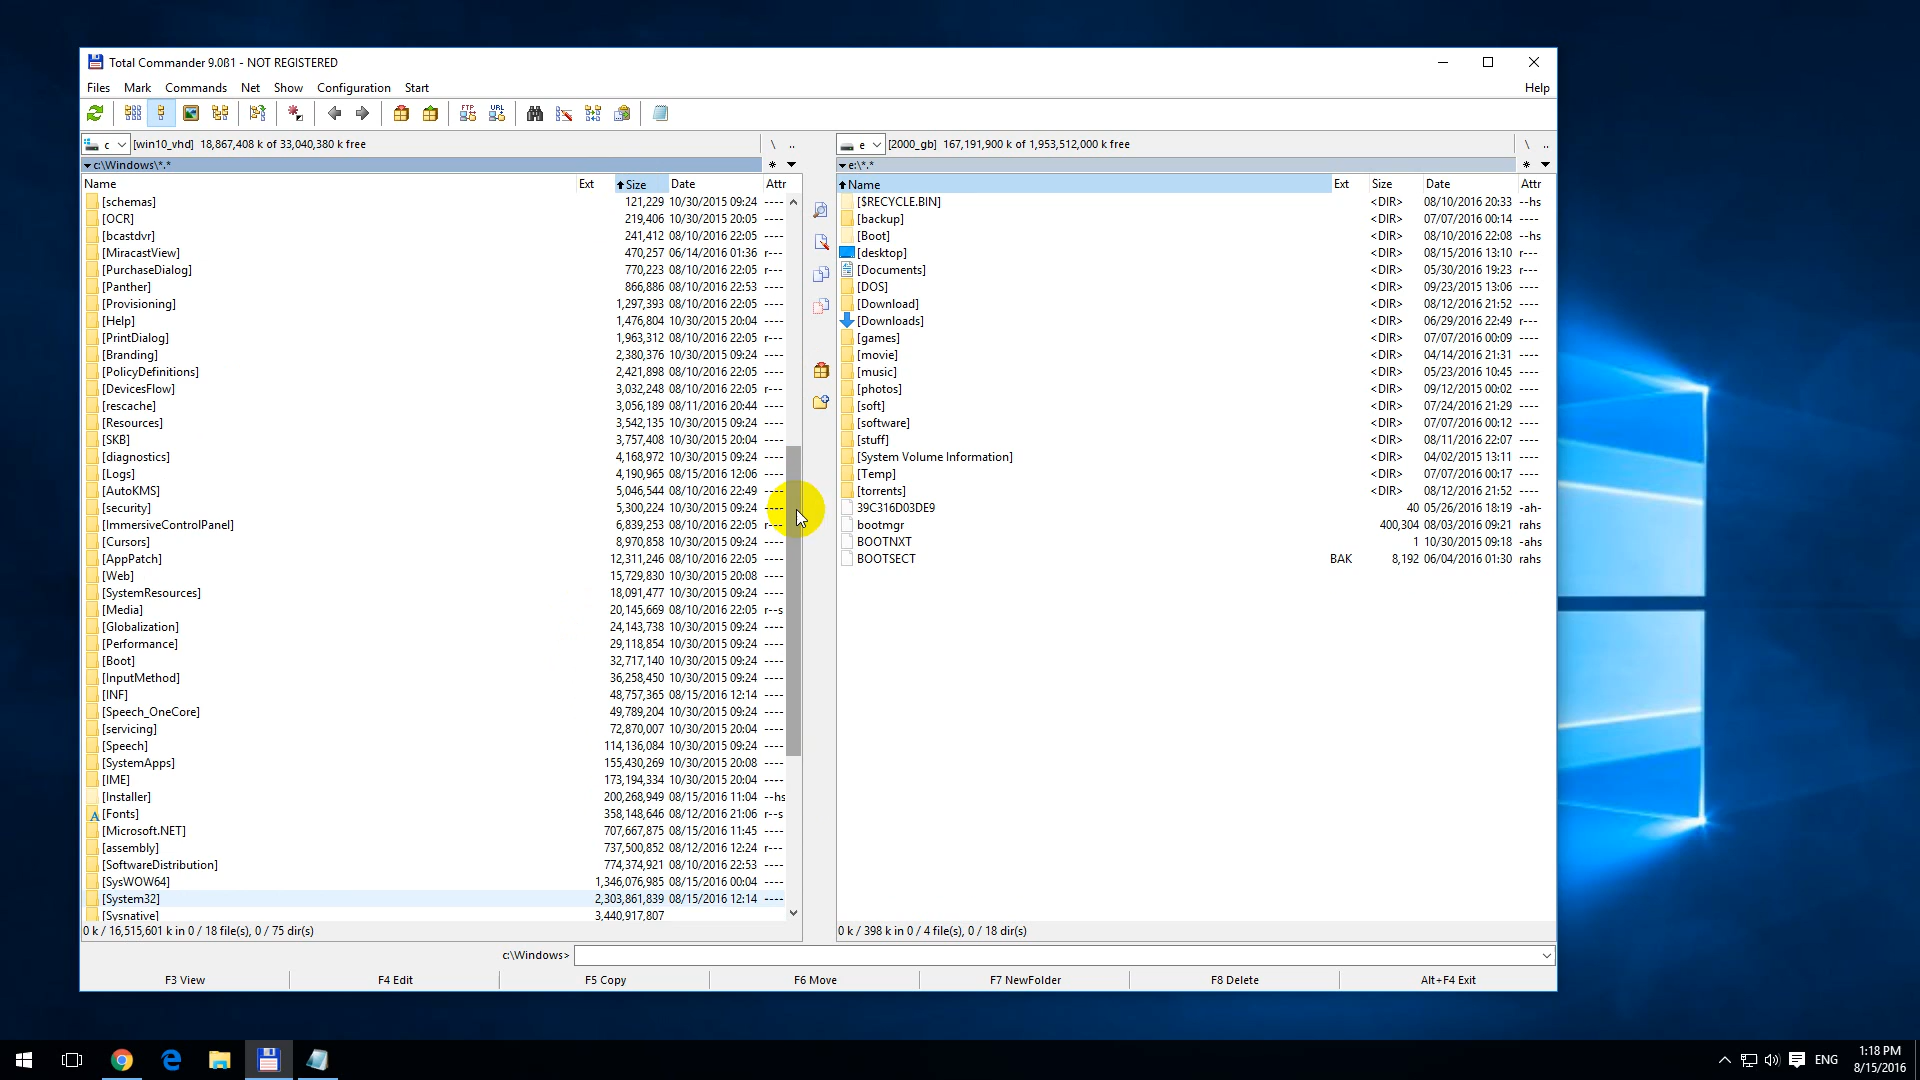 Total Commander 9.0ß1 - NOT REGISTERED
Files Mark Commands Net Show Configuration Start Help
FTP URL
c [win10_vhd] 18,867,408 k of 33,040,380 k free \ ..
c:\Windows\*.* * 
Name Ext Size Date Attr
[schemas] 121,229 10/30/2015 09:24 ----
[OCR] 219,406 10/30/2015 20:05 ----
[bcastdvr] 241,412 08/10/2016 22:05 ----
[MiracastView] 470,257 06/14/2016 01:36 r---
[PurchaseDialog] 770,223 08/10/2016 22:05 r---
[Panther] 866,886 08/10/2016 22:53 ----
[Provisioning] 1,297,393 08/10/2016 22:05 ----
[Help] 1,476,804 10/30/2015 20:04 ----
[PrintDialog] 1,963,312 08/10/2016 22:05 r---
[Branding] 2,380,376 10/30/2015 09:24 ----
[PolicyDefinitions] 2,421,898 08/10/2016 22:05 ----
[DevicesFlow] 3,032,248 08/10/2016 22:05 r---
[rescache] 3,056,189 08/11/2016 20:44 ----
[Resources] 3,542,135 10/30/2015 09:24 ----
[SKB] 3,757,408 10/30/2015 20:04 ----
[diagnostics] 4,168,972 10/30/2015 09:24 ----
[Logs] 4,190,965 08/15/2016 12:06 ----
[AutoKMS] 5,046,544 08/10/2016 22:49 ----
[security] 5,300,224 10/30/2015 09:24 ----
[ImmersiveControlPanel] 6,839,253 08/10/2016 22:05 r---
[Cursors] 8,970,858 10/30/2015 09:24 ----
[AppPatch] 12,311,246 08/10/2016 22:05 ----
[Web] 15,729,830 10/30/2015 20:08 ----
[SystemResources] 18,091,477 10/30/2015 09:24 ----
[Media] 20,145,669 08/10/2016 22:05 r--s
[Globalization] 24,143,738 10/30/2015 09:24 ----
[Performance] 29,118,854 10/30/2015 09:24 ----
[Boot] 32,717,140 10/30/2015 09:24 ----
[InputMethod] 36,258,450 10/30/2015 09:24 ----
[INF] 48,757,365 08/15/2016 12:14 ----
[Speech_OneCore] 49,789,204 10/30/2015 09:24 ----
[servicing] 72,870,007 10/30/2015 20:04 ----
[Speech] 114,136,084 10/30/2015 09:24 ----
[SystemApps] 155,430,269 10/30/2015 20:08 ----
[IME] 173,194,334 10/30/2015 20:04 ----
[Installer] 200,268,949 08/15/2016 11:04 --hs
[Fonts] 358,148,646 08/12/2016 21:06 r--s
[Microsoft.NET] 707,667,875 08/15/2016 11:45 ----
[assembly] 737,500,852 08/12/2016 12:24 r---
[SoftwareDistribution] 774,374,921 08/10/2016 22:53 ----
[SysWOW64] 1,346,076,985 08/15/2016 00:04 ----
[System32] 2,303,861,839 08/15/2016 12:14 ----
[Sysnative] 3,440,917,807
0 k / 16,515,601 k in 0 / 18 file(s), 0 / 75 dir(s)
e [2000_gb] 167,191,900 k of 1,953,512,000 k free \ ..
e:\*.* *
Name Ext Size Date Attr
[$RECYCLE.BIN] <DIR> 08/10/2016 20:33 --hs
[backup] <DIR> 07/07/2016 00:14 ----
[Boot] <DIR> 08/10/2016 22:08 --hs
[desktop] <DIR> 08/15/2016 13:10 r---
[Documents] <DIR> 05/30/2016 19:23 r---
[DOS] <DIR> 09/23/2015 13:06 ----
[Download] <DIR> 08/12/2016 21:52 ----
[Downloads] <DIR> 06/29/2016 22:49 r---
[games] <DIR> 07/07/2016 00:09 ----
[movie] <DIR> 04/14/2016 21:31 ----
[music] <DIR> 05/23/2016 10:45 ----
[photos] <DIR> 09/12/2015 00:02 ----
[soft] <DIR> 07/24/2016 21:29 ----
[software] <DIR> 07/07/2016 00:12 ----
[stuff] <DIR> 08/11/2016 22:07 ----
[System Volume Information] <DIR> 04/02/2015 13:11 ----
[Temp] <DIR> 07/07/2016 00:17 ----
[torrents] <DIR> 08/12/2016 21:52 ----
39C316D03DE9 40 05/26/2016 18:19 -ah-
bootmgr 400,304 08/03/2016 09:21 rahs
BOOTNXT 1 10/30/2015 09:18 -ahs
BOOTSECT BAK 8,192 06/04/2016 01:30 rahs
0 k / 398 k in 0 / 4 file(s), 0 / 18 dir(s)
c:\Windows>
F3 View F4 Edit F5 Copy F6 Move F7 NewFolder F8 Delete Alt+F4 Exit
ENG
1:18 PM
8/15/2016